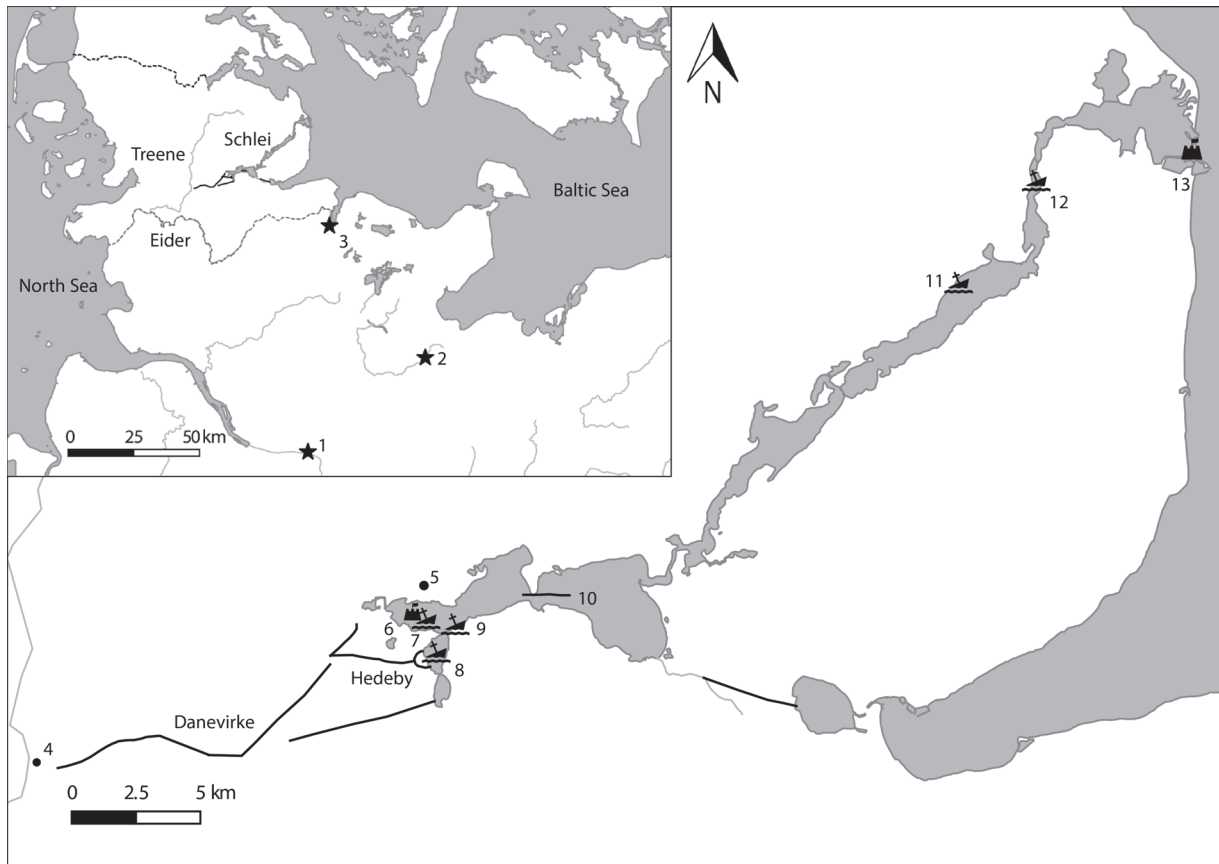 Schlei
Treene
Baltic Sea
Eider
3
North Sea
2
0 25 50 km
1
N
13
12
11
5
10
6
7
9
8
Hedeby
Danevirke
4
0 2.5 5 km